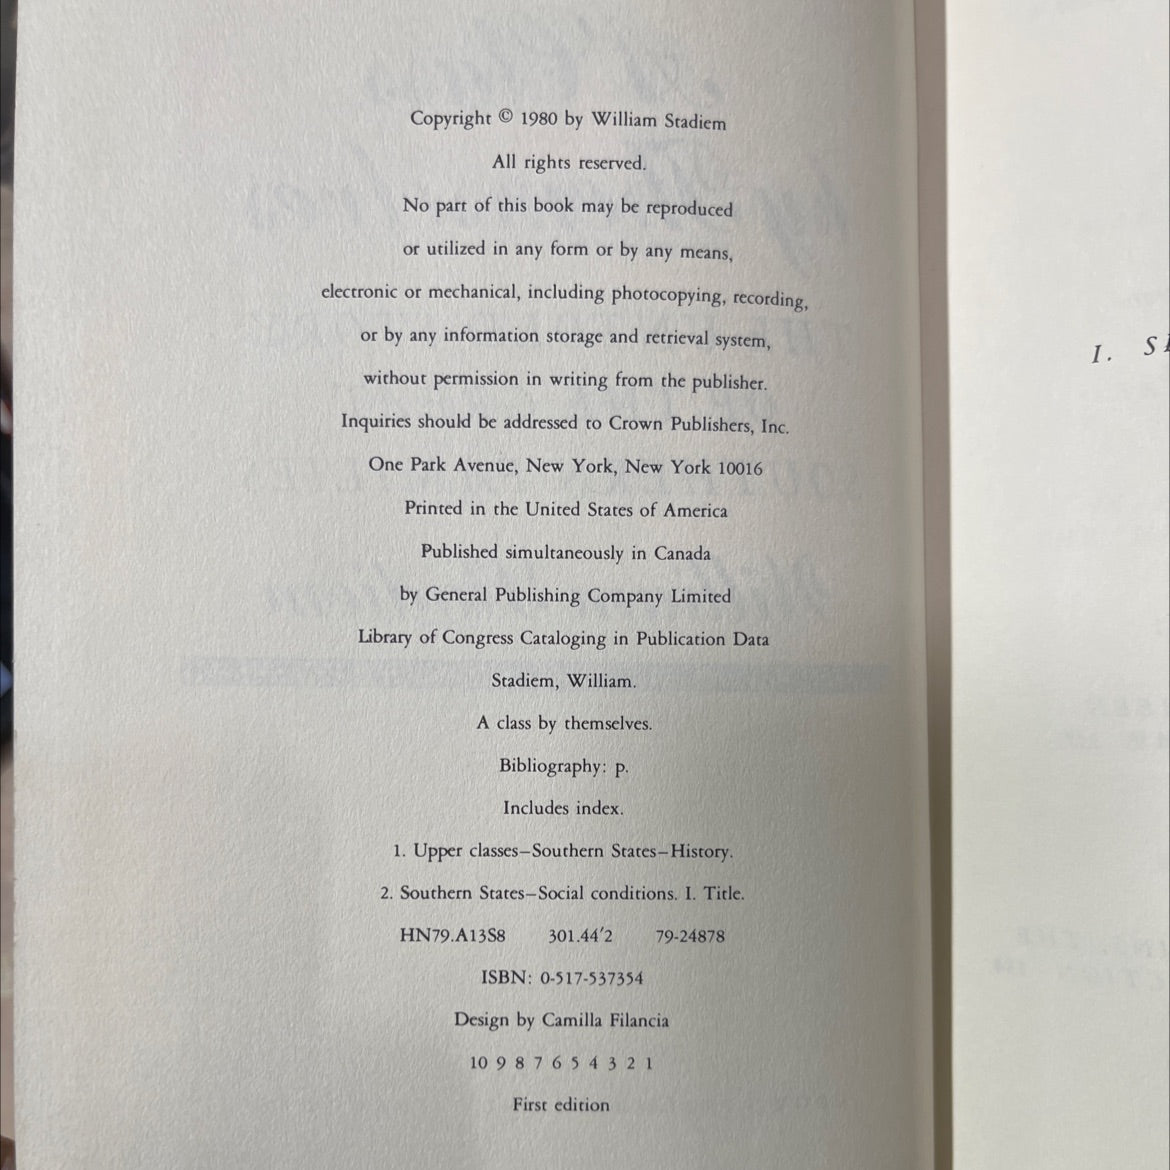 Copyright © 1980 by William Stadiem
All rights reserved.
No part of this book may be reproduced
or utilized in any form or by any means,
electronic or mechanical, including photocopying, recording,
or by any information storage and retrieval system,
without permission in writing from the publisher.
Inquiries should be addressed to Crown Publishers, Inc.
One Park Avenue, New York, New York 10016
Printed in the United States of America
Published simultaneously in Canada
by General Publishing Company Limited
Library of Congress Cataloging in Publication Data
Stadiem, William.
A class by themselves.
Bibliography: p.
Includes index.
1. Upper classes—Southern States—History.
2. Southern States—Social conditions. I. Title.
HN79.A13S8 301.44′2 79-24878
ISBN: 0-517-537354
Design by Camilla Filancia
10 9 8 7 6 5 4 3 2 1
First edition
I.